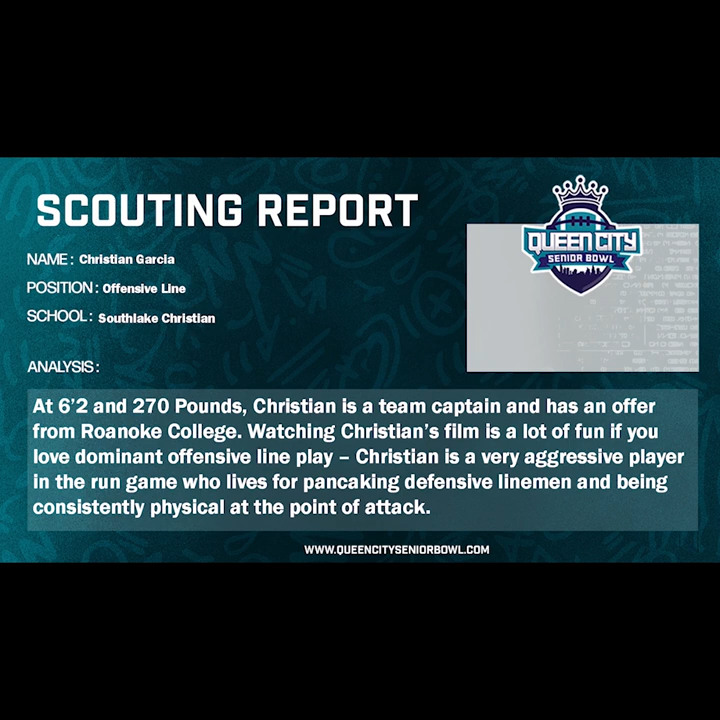 SCOUTING REPORT
QUEEN CITY
SENIOR BOWL
NAME: Christian Garcia
POSITION: Offensive Line
SCHOOL: Southlake Christian
ANALYSIS:
At 6’2 and 270 Pounds, Christian is a team captain and has an offer
from Roanoke College. Watching Christian’s film is a lot of fun if you
love dominant offensive line play – Christian is a very aggressive player
in the run game who lives for pancaking defensive linemen and being
consistently physical at the point of attack.
WWW.QUEENCITYSENIORBOWL.COM